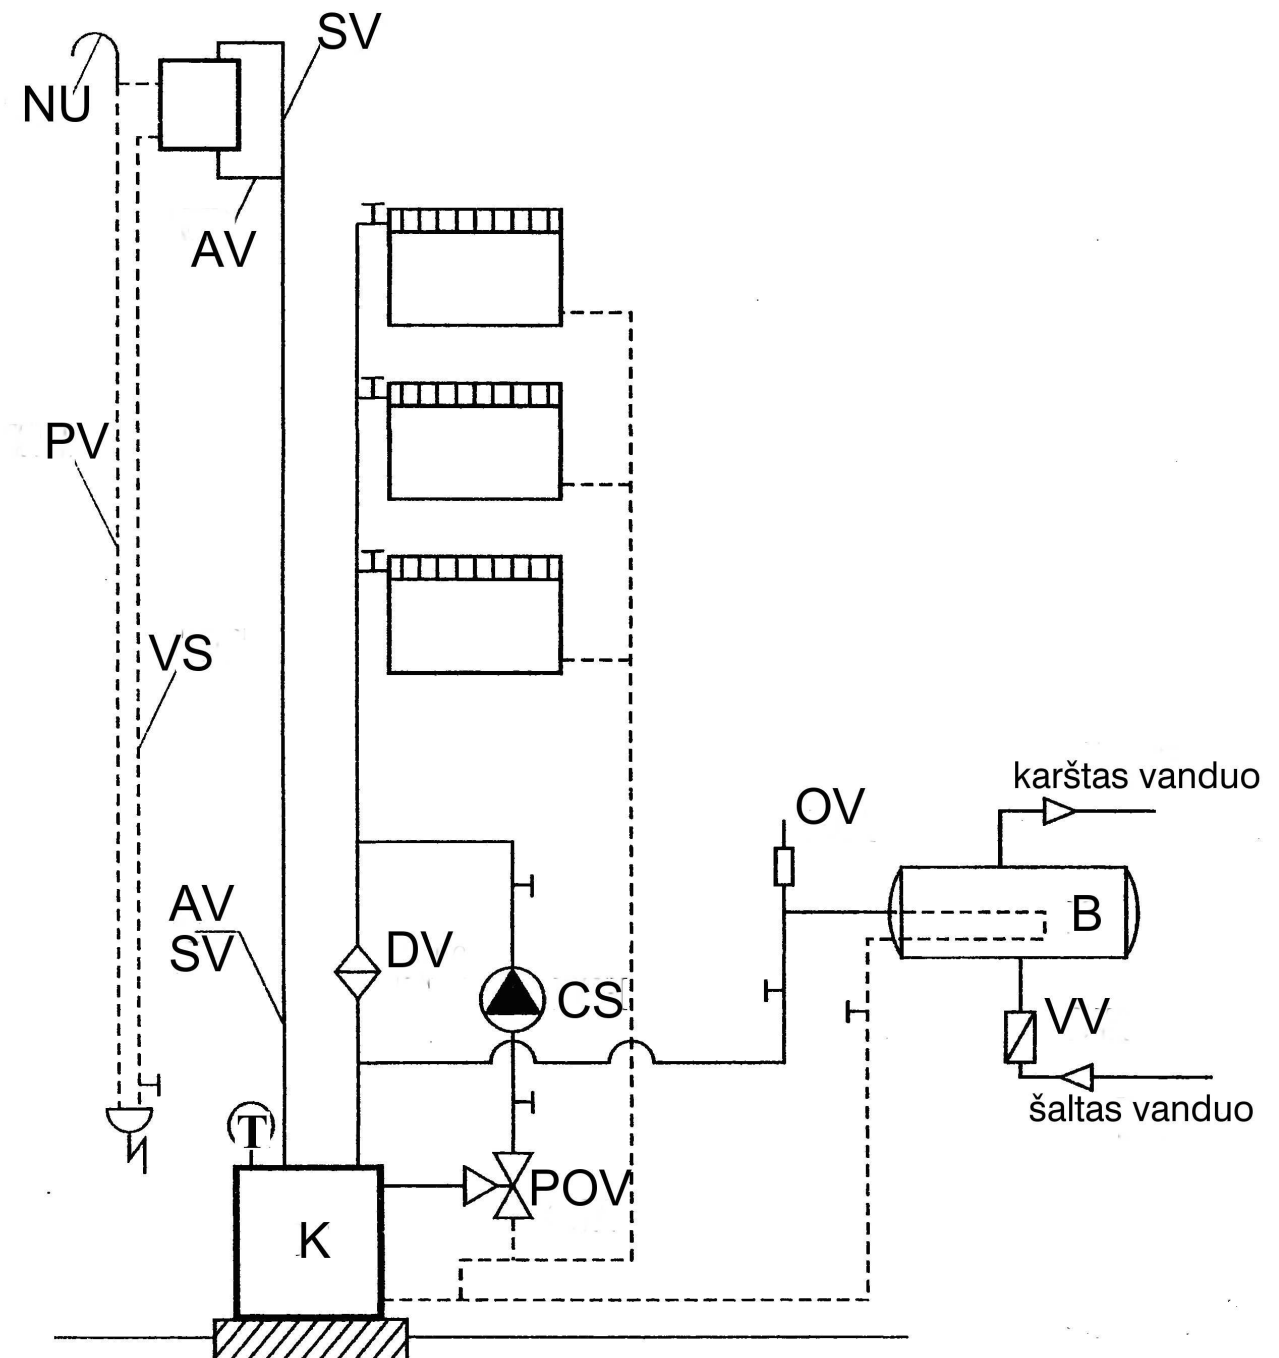 SV
NU
AV
PV
VS
karštas vanduo
OV
AV
SV
DV
B
CS
VV
šaltas vanduo
T
POV
K